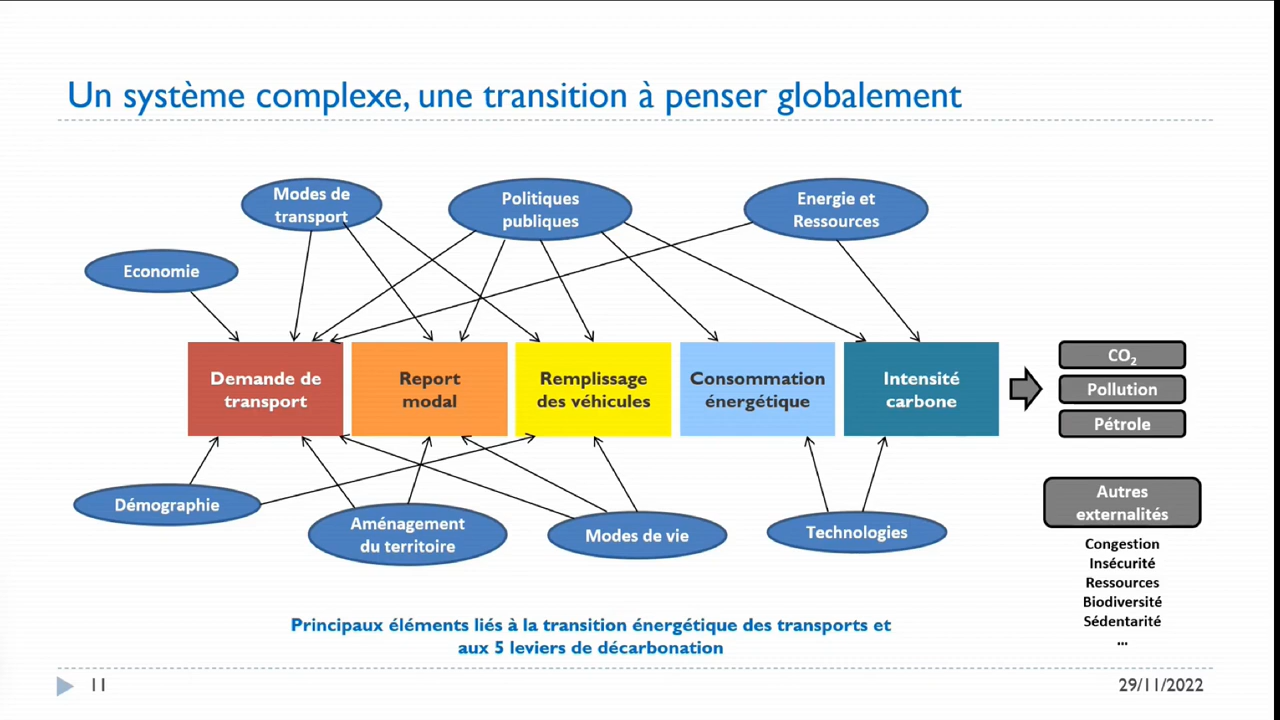 Un système complexe, une transition à penser globalement
Modes de
transport
Politiques
publiques
Energie et
Ressources
Economie
Demande de
transport
Report
modal
Remplissage
des véhicules
Consommation
énergétique
Intensité
carbone
CO₂
Pollution
Pétrole
Démographie
Aménagement
du territoire
Modes de vie
Technologies
Autres
externalités
Congestion
Insécurité
Ressources
Biodiversité
Sédentarité
...
Principaux éléments liés à la transition énergétique des transports et
aux 5 leviers de décarbonation
11
29/11/2022